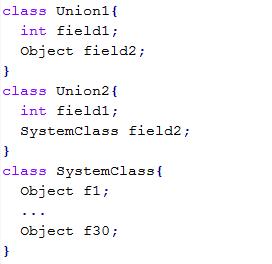 class Union1{
int field1;
Object field2;
}
class Union2{
int field1;
SystemClass field2;
}
class SystemClass{
Object f1;
...
Object f30;
}